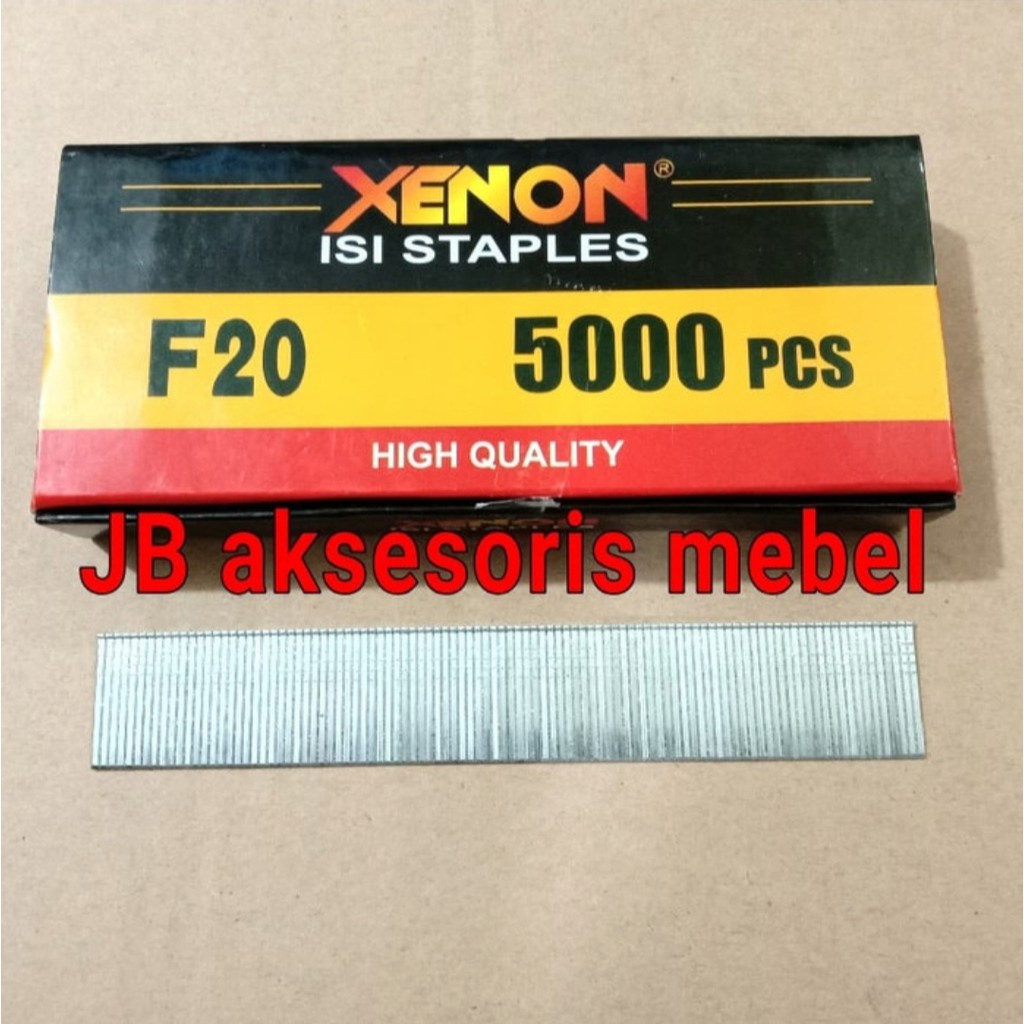 XENON®
ISI STAPLES
F20 5000 PCS
HIGH QUALITY
JB aksesoris mebel